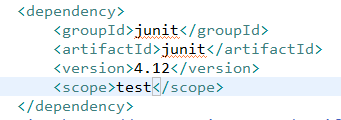 <dependency>
    <groupId>junit</groupId>
    <artifactId>junit</artifactId>
    <version>4.12</version>
    <scope>test</scope>
</dependency>